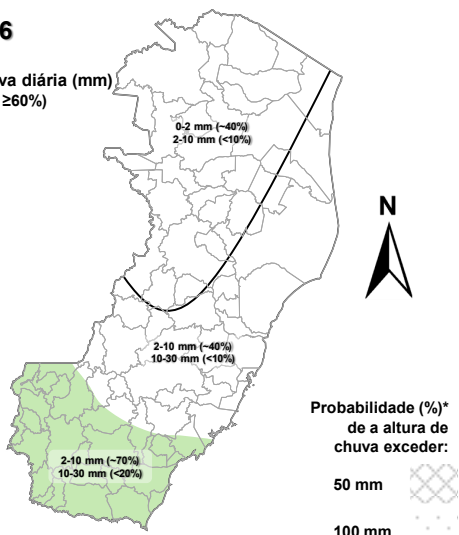 6
va diária (mm)
≥60%)
0-2 mm (~40%)
2-10 mm (<10%)
N
2-10 mm (~40%)
10-30 mm (<10%)
2-10 mm (~70%)
10-30 mm (<20%)
Probabilidade (%)*
de a altura de
chuva exceder:
50 mm
100 mm